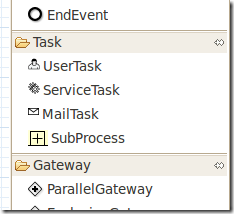 EndEvent
Task
UserTask
ServiceTask
MailTask
SubProcess
Gateway
ParallelGateway